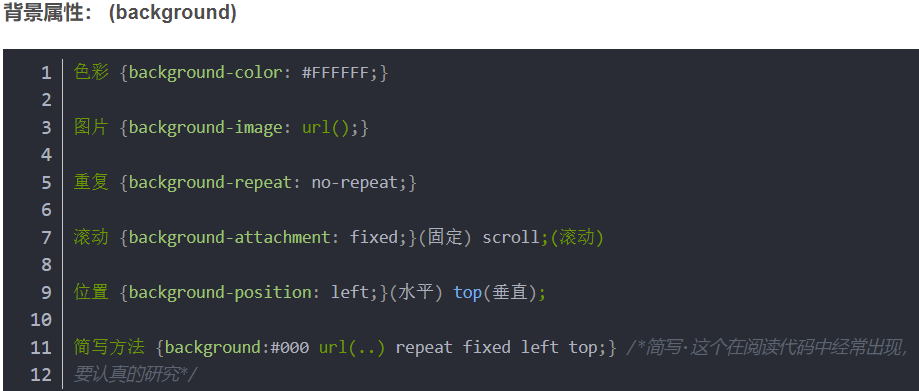 背景属性： (background)
1 色彩 {background-color: #FFFFFF;}
2
3 图片 {background-image: url();}
4
5 重复 {background-repeat: no-repeat;}
6
7 滚动 {background-attachment: fixed;}(固定) scroll;(滚动)
8
9 位置 {background-position: left;}(水平) top(垂直);
10
11 简写方法 {background:#000 url(..) repeat fixed left top;} /*简写·这个在阅读代码中经常出现，
12 要认真的研究*/